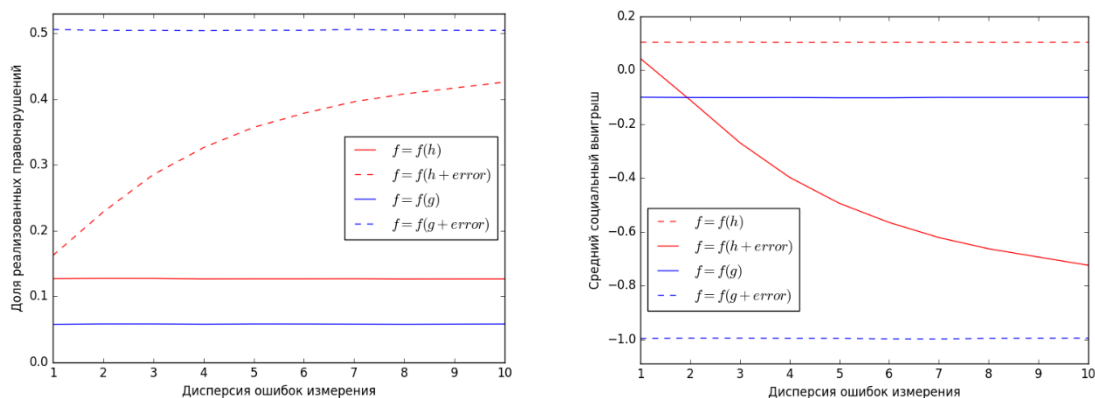 Доля реализованных правонарушений
0.5
0.4
0.3
0.2
0.1
0.0
f = f(h)
f = f(h + error)
f = f(g)
f = f(g + error)
1 2 3 4 5 6 7 8 9 10
Дисперсия ошибок измерения
Средний социальный выигрыш
0.2
0.0
−0.2
−0.4
−0.6
−0.8
−1.0
f = f(h)
f = f(h + error)
f = f(g)
f = f(g + error)
1 2 3 4 5 6 7 8 9 10
Дисперсия ошибок измерения